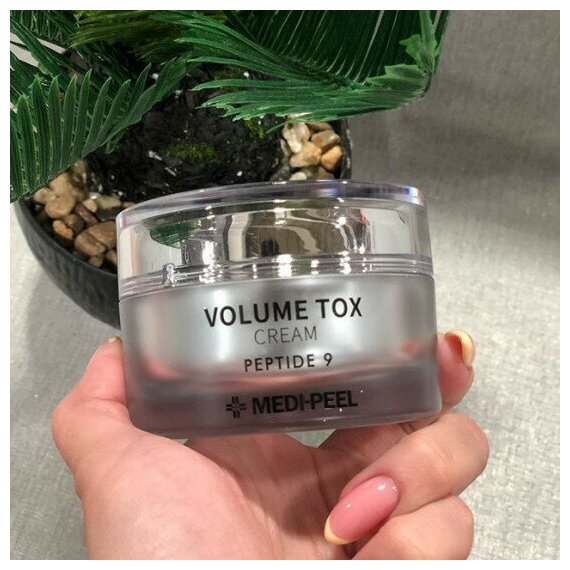 VOLUME TOX
CREAM
PEPTIDE 9
MEDI-PEEL